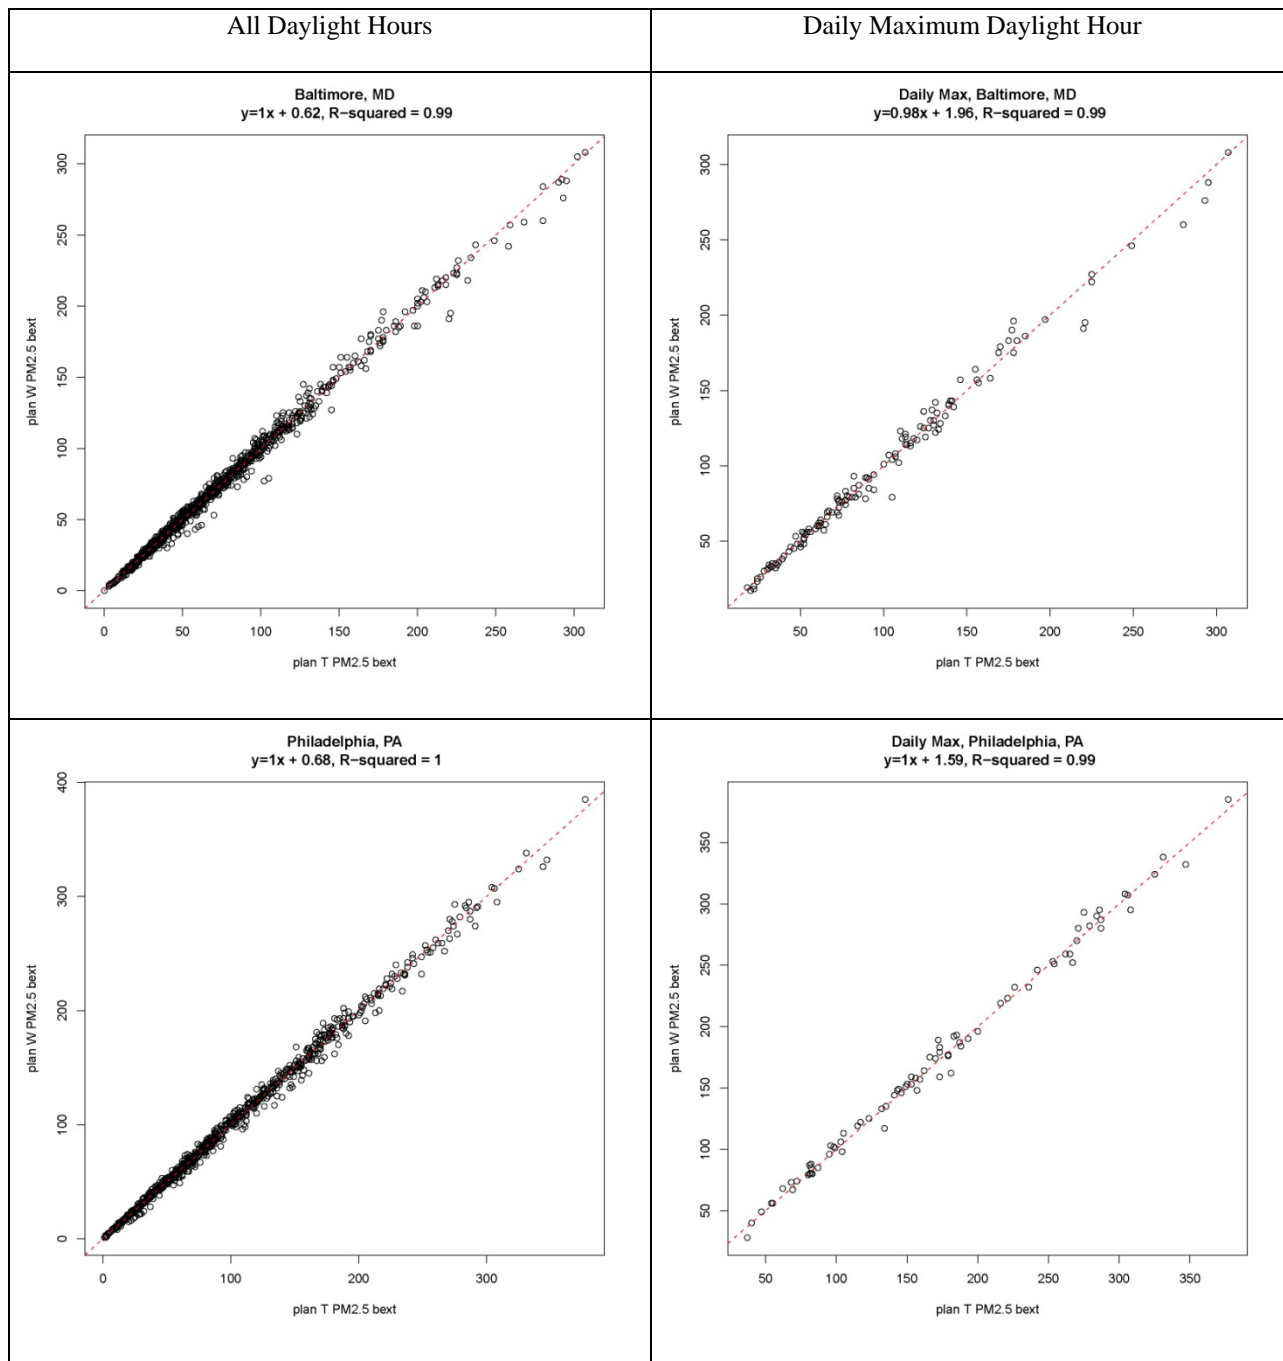 All Daylight Hours
Daily Maximum Daylight Hour
Baltimore, MD
y=1x + 0.62, R−squared = 0.99
plan W PM2.5 bext
0
50
100
150
200
250
300
0 50 100 150 200 250 300
plan T PM2.5 bext
Daily Max, Baltimore, MD
y=0.98x + 1.96, R−squared = 0.99
plan W PM2.5 bext
50
100
150
200
250
300
50 100 150 200 250 300
plan T PM2.5 bext
Philadelphia, PA
y=1x + 0.68, R−squared = 1
plan W PM2.5 bext
0
100
200
300
400
0 100 200 300
plan T PM2.5 bext
Daily Max, Philadelphia, PA
y=1x + 1.59, R−squared = 0.99
plan W PM2.5 bext
50
100
150
200
250
300
350
50 100 150 200 250 300 350
plan T PM2.5 bext